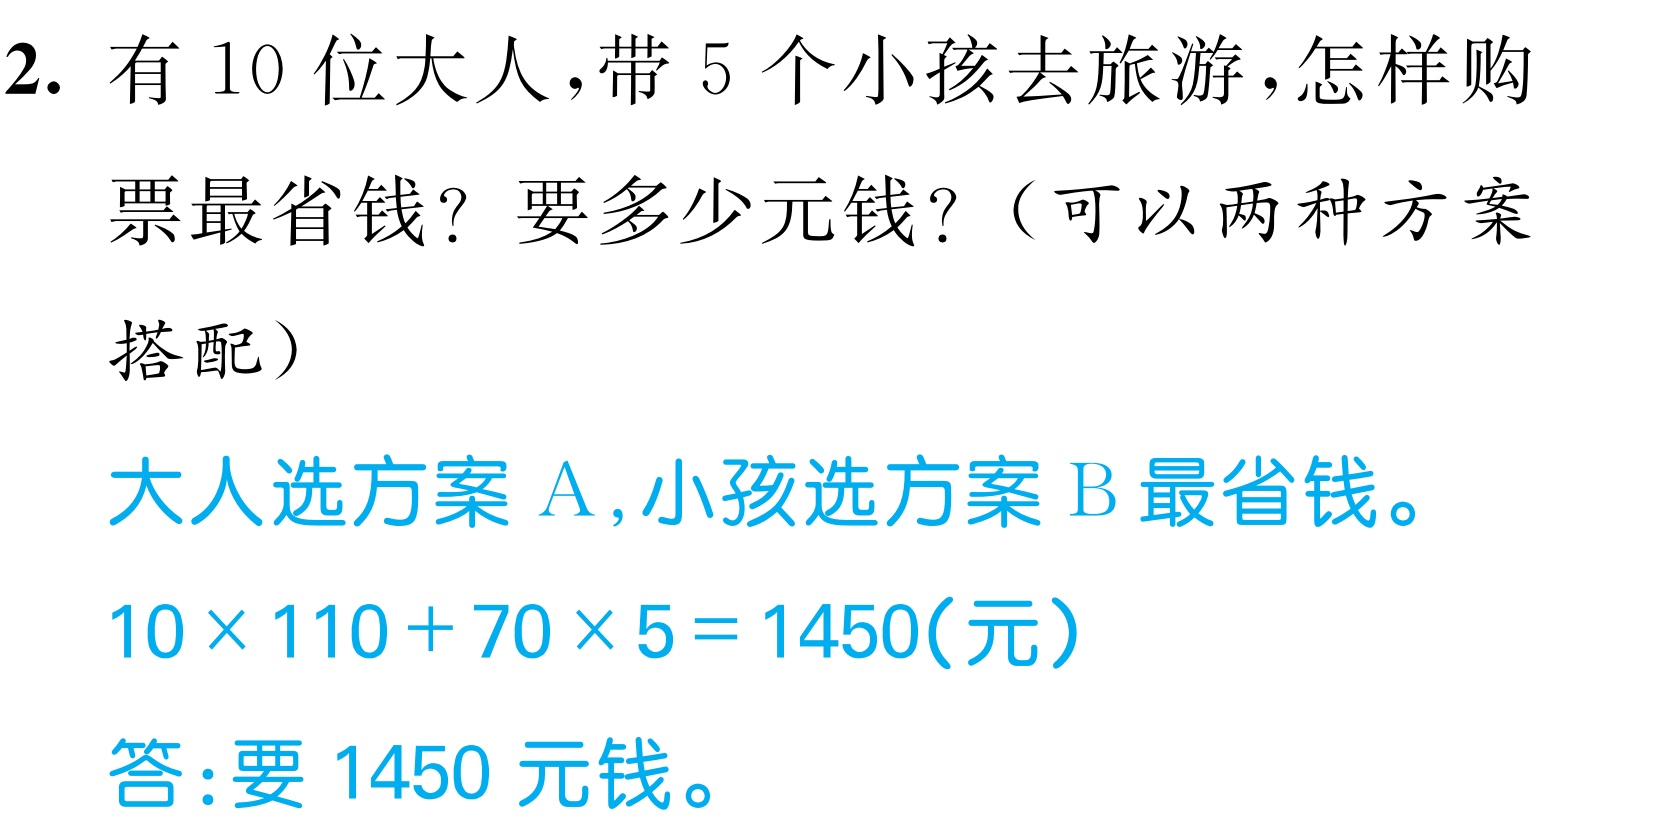 2. 有 10 位大人,带 5 个小孩去旅游,怎样购
票最省钱? 要多少元钱?(可以两种方案
搭配)
大人选方案 A,小孩选方案 B 最省钱。
10×110+70×5=1450(元)
答:要 1450 元钱。